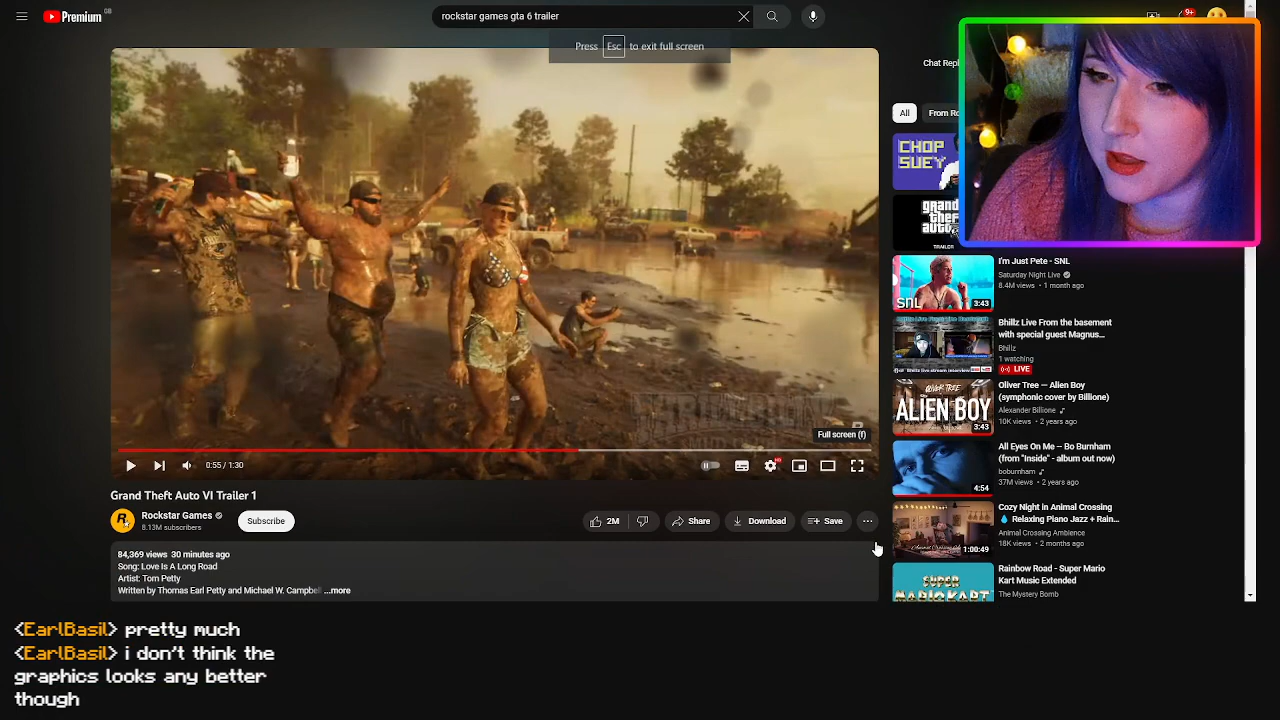 Premium GB
rockstar games gta 6 trailer
9+
Press Esc to exit full screen
Chat Repl
All
From Ro
CHOP
SUEY
TRAILER
Full screen (f)
0:55 / 1:30
Grand Theft Auto VI Trailer 1
Rockstar Games
8.13M subscribers
Subscribe
2M
Share
Download
Save
84,369 views 30 minutes ago
Song: Love Is A Long Road
Artist: Tom Petty
Written by Thomas Earl Petty and Michael W. Campbell ...more
SNL
3:43
I'm Just Pete - SNL
Saturday Night Live
8.4M views • 1 month ago
Bhillz Live From the basement
with special guest Magnus...
Bhillz
1 watching
LIVE
OLIVER TREE
ALIEN BOY
3:43
Oliver Tree — Alien Boy
(symphonic cover by Billione)
Alexander Billione
10K views • 2 years ago
4:54
All Eyes On Me -- Bo Burnham
(from "Inside" - album out now)
boburnham
37M views • 2 years ago
1:00:49
Cozy Night in Animal Crossing
Relaxing Piano Jazz + Rain...
Animal Crossing Ambience
18K views • 2 months ago
SUPER
MARIO KART
Rainbow Road - Super Mario
Kart Music Extended
The Mystery Bomb
<EarlBasil> pretty much
<EarlBasil> i don't think the
graphics looks any better
though